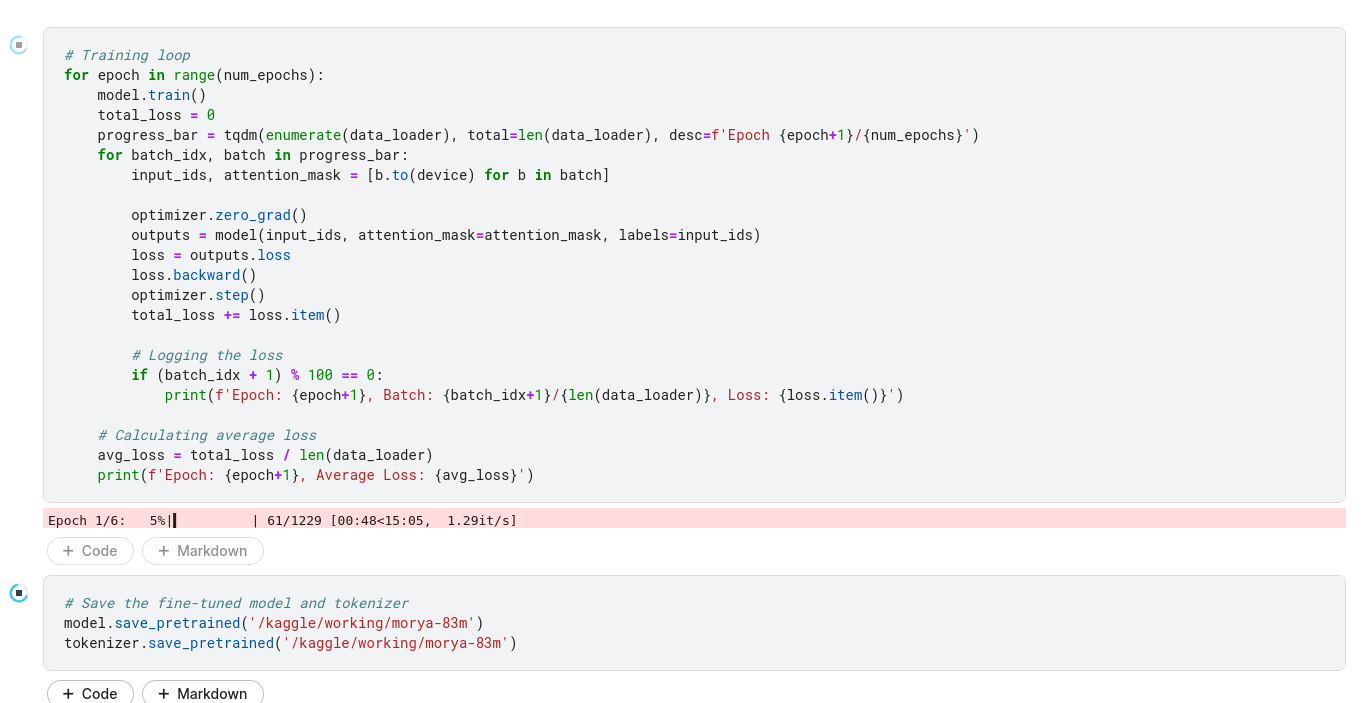 # Training loop
for epoch in range(num_epochs):
    model.train()
    total_loss = 0
    progress_bar = tqdm(enumerate(data_loader), total=len(data_loader), desc=f'Epoch {epoch+1}/{num_epochs}')
    for batch_idx, batch in progress_bar:
        input_ids, attention_mask = [b.to(device) for b in batch]

        optimizer.zero_grad()
        outputs = model(input_ids, attention_mask=attention_mask, labels=input_ids)
        loss = outputs.loss
        loss.backward()
        optimizer.step()
        total_loss += loss.item()

        # Logging the loss
        if (batch_idx + 1) % 100 == 0:
            print(f'Epoch: {epoch+1}, Batch: {batch_idx+1}/{len(data_loader)}, Loss: {loss.item()}')

    # Calculating average loss
    avg_loss = total_loss / len(data_loader)
    print(f'Epoch: {epoch+1}, Average Loss: {avg_loss}')
Epoch 1/6:   5%|▍         | 61/1229 [00:48<15:05,  1.29it/s]
+ Code + Markdown
# Save the fine-tuned model and tokenizer
model.save_pretrained('/kaggle/working/morya-83m')
tokenizer.save_pretrained('/kaggle/working/morya-83m')
+ Code + Markdown